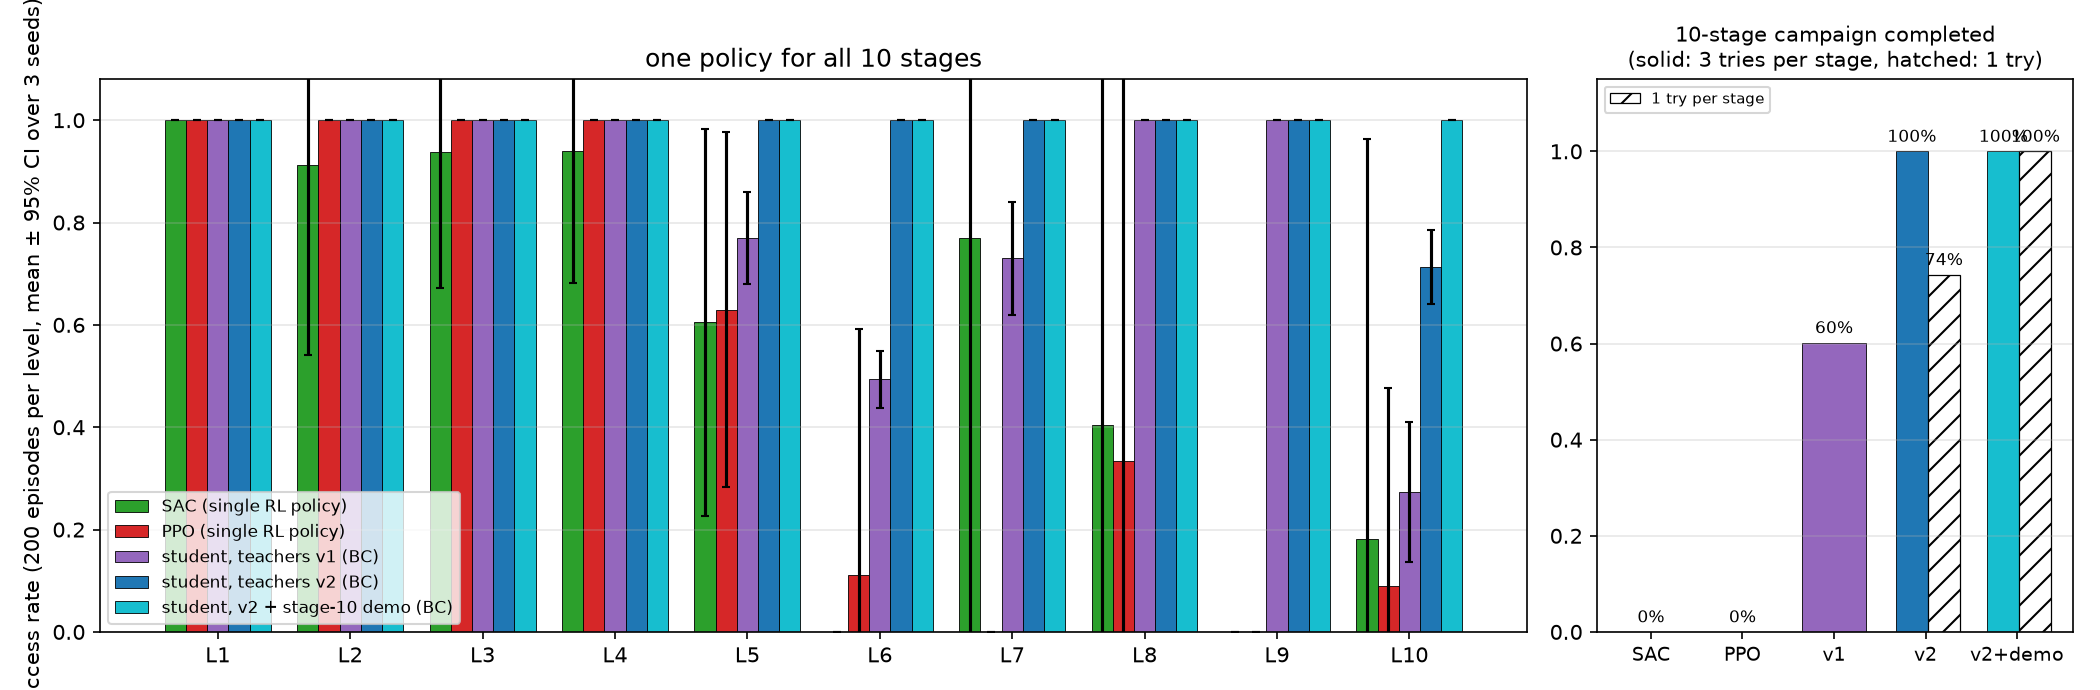 one policy for all 10 stages
ccess rate (200 episodes per level, mean ± 95% CI over 3 seeds)
1.0
0.8
0.6
0.4
0.2
0.0
SAC (single RL policy)
PPO (single RL policy)
student, teachers v1 (BC)
student, teachers v2 (BC)
student, v2 + stage-10 demo (BC)
L1 L2 L3 L4 L5 L6 L7 L8 L9 L10
10-stage campaign completed
(solid: 3 tries per stage, hatched: 1 try)
1 try per stage
1.0
0.8
0.6
0.4
0.2
0.0
0% 0% 60% 100% 74% 100% 100%
SAC PPO v1 v2 v2+demo